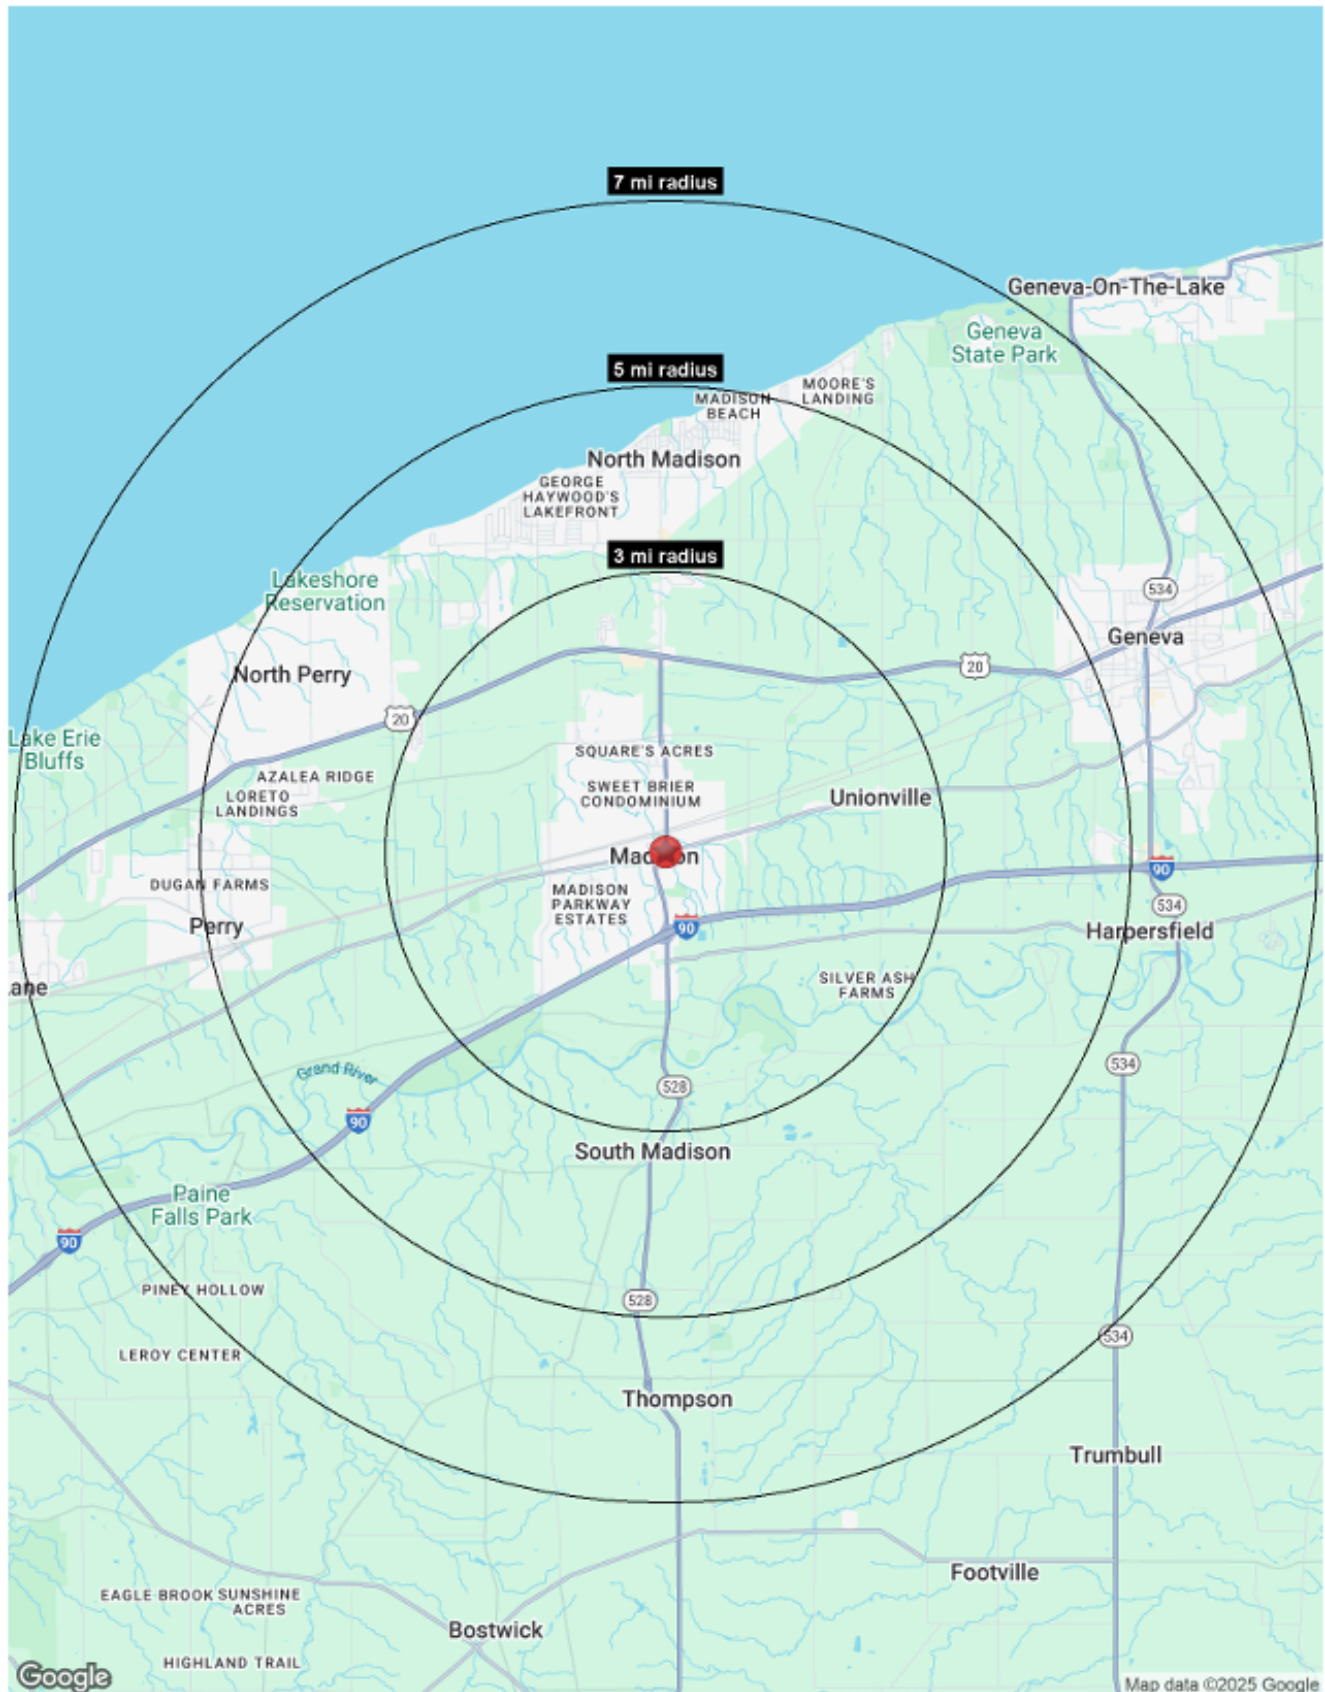 7 mi radius
Geneva-On-The-Lake
Geneva
State Park
5 mi radius
MOORE'S
LANDING
MADISON
BEACH
North Madison
GEORGE
HAYWOOD'S
LAKEFRONT
3 mi radius
Lakeshore
Reservation
534
Geneva
20
North Perry
20
Lake Erie
Bluffs
SQUARE'S ACRES
AZALEA RIDGE
LORETO
LANDINGS
SWEET BRIER
CONDOMINIUM
Unionville
Madison
90
DUGAN FARMS
MADISON
PARKWAY
ESTATES
534
Perry
90
Harpersfield
SILVER ASH
FARMS
ane
534
Grand River
528
90
South Madison
Paine
Falls Park
90
PINEY HOLLOW
528
534
LEROY CENTER
Thompson
Trumbull
Footville
EAGLE BROOK
SUNSHINE
ACRES
Bostwick
HIGHLAND TRAIL
Google
Map data ©2025 Google